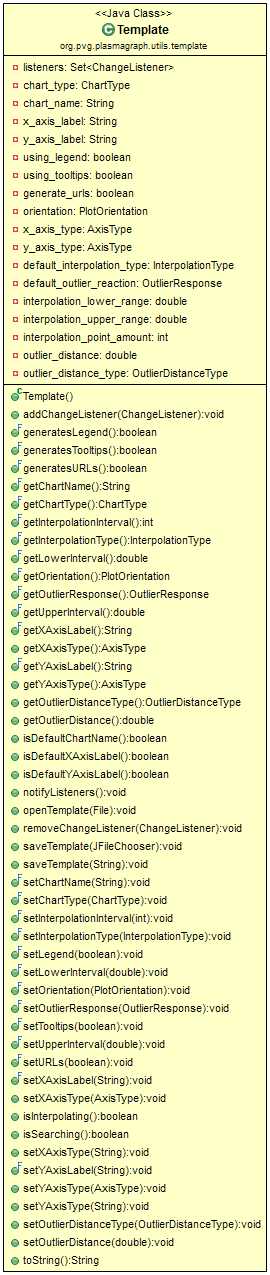 <<Java Class>>
Template
org.pvg.plasmagraph.utils.template
listeners: Set<ChangeListener>
chart_type: ChartType
chart_name: String
x_axis_label: String
y_axis_label: String
using_legend: boolean
using_tooltips: boolean
generate_urls: boolean
orientation: PlotOrientation
x_axis_type: AxisType
y_axis_type: AxisType
default_interpolation_type: InterpolationType
default_outlier_reaction: OutlierResponse
interpolation_lower_range: double
interpolation_upper_range: double
interpolation_point_amount: int
outlier_distance: double
outlier_distance_type: OutlierDistanceType
Template()
addChangeListener(ChangeListener):void
generatesLegend():boolean
generatesTooltips():boolean
generatesURLs():boolean
getChartName():String
getChartType():ChartType
getInterpolationInterval():int
getInterpolationType():InterpolationType
getLowerInterval():double
getOrientation():PlotOrientation
getOutlierResponse():OutlierResponse
getUpperInterval():double
getXAxisLabel():String
getXAxisType():AxisType
getYAxisLabel():String
getYAxisType():AxisType
getOutlierDistanceType():OutlierDistanceType
getOutlierDistance():double
isDefaultChartName():boolean
isDefaultXAxisLabel():boolean
isDefaultYAxisLabel():boolean
notifyListeners():void
openTemplate(File):void
removeChangeListener(ChangeListener):void
saveTemplate(JFileChooser):void
saveTemplate(String):void
setChartName(String):void
setChartType(ChartType):void
setInterpolationInterval(int):void
setInterpolationType(InterpolationType):void
setLegend(boolean):void
setLowerInterval(double):void
setOrientation(PlotOrientation):void
setOutlierResponse(OutlierResponse):void
setTooltips(boolean):void
setUpperInterval(double):void
setURLs(boolean):void
setXAxisLabel(String):void
setXAxisType(AxisType):void
isInterpolating():boolean
isSearching():boolean
setXAxisType(String):void
setYAxisLabel(String):void
setYAxisType(AxisType):void
setYAxisType(String):void
setOutlierDistanceType(OutlierDistanceType):void
setOutlierDistance(double):void
toString():String